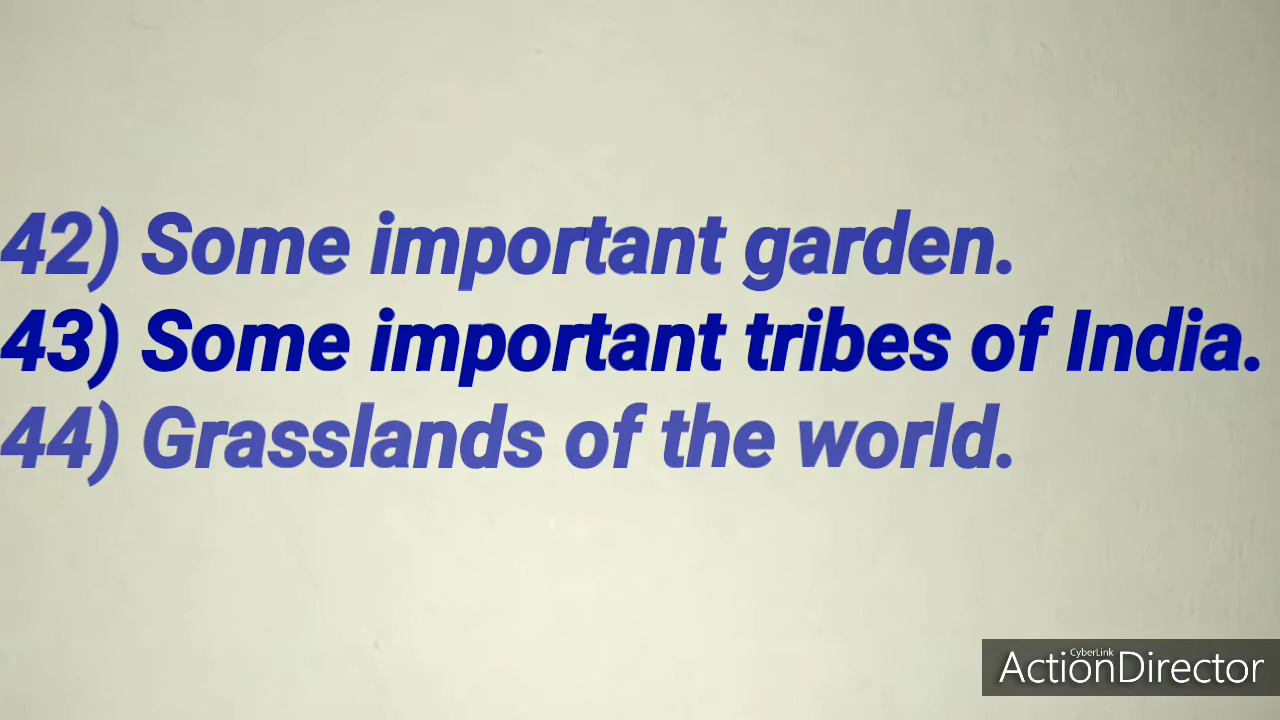 42) Some important garden.
43) Some important tribes of India.
44) Grasslands of the world.
CyberLink
ActionDirector